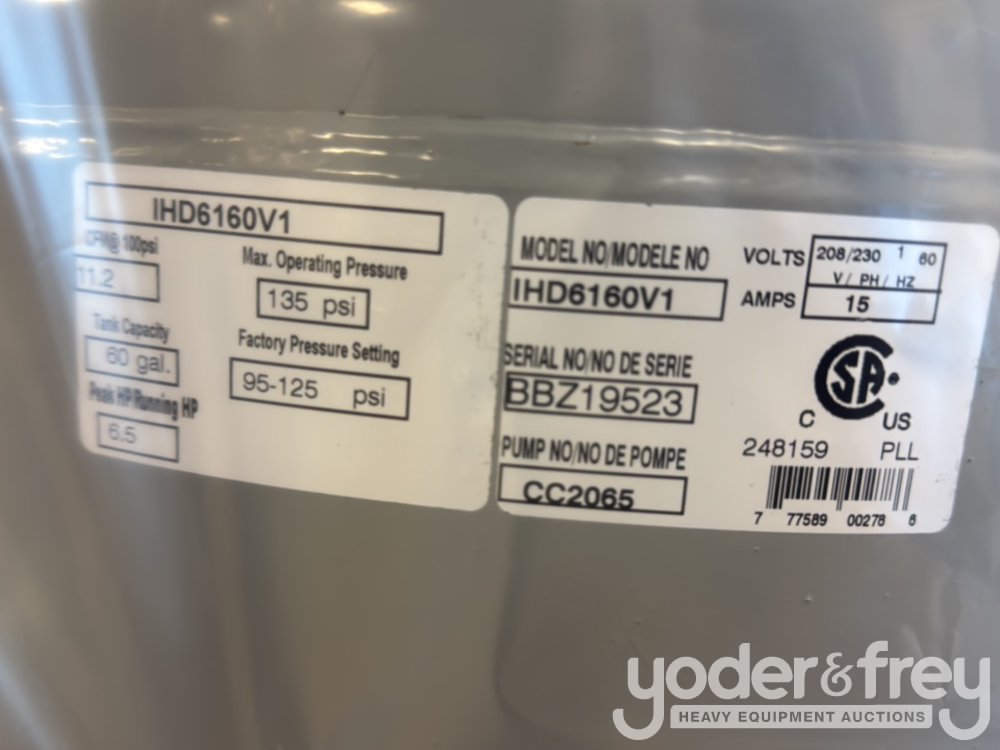 IHD6160V1
CFM@ 100psi
11.2
Max. Operating Pressure
135 psi
Tank Capacity
60 gal.
Factory Pressure Setting
95-125 psi
Peak HP/Running HP
6.5
MODEL NO/MODELE NO
IHD6160V1
VOLTS 208/230 1 60
V / PH / HZ
AMPS 15
SERIAL NO/NO DE SERIE
BBZ19523
PUMP NO/NO DE POMPE
CC2065
SA
C US
248159 PLL
7 77589 00278 6
yoder&frey
HEAVY EQUIPMENT AUCTIONS